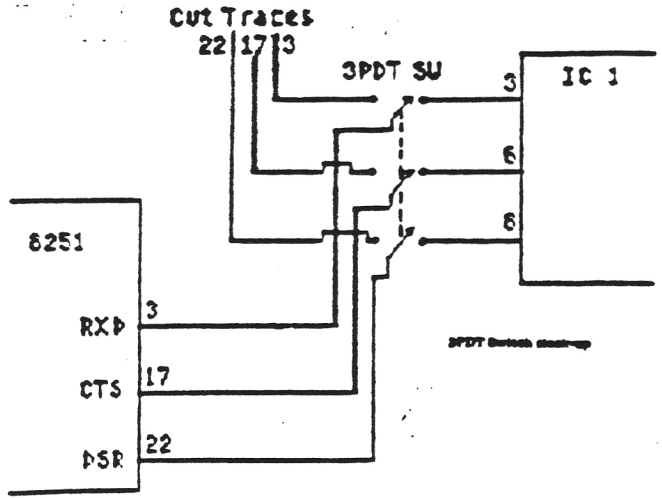 Cut Traces
22 17 3
3PDT SW
IC 1
3
6
8
8251
RXD 3
CTS 17
DSR 22
3PDT Switch